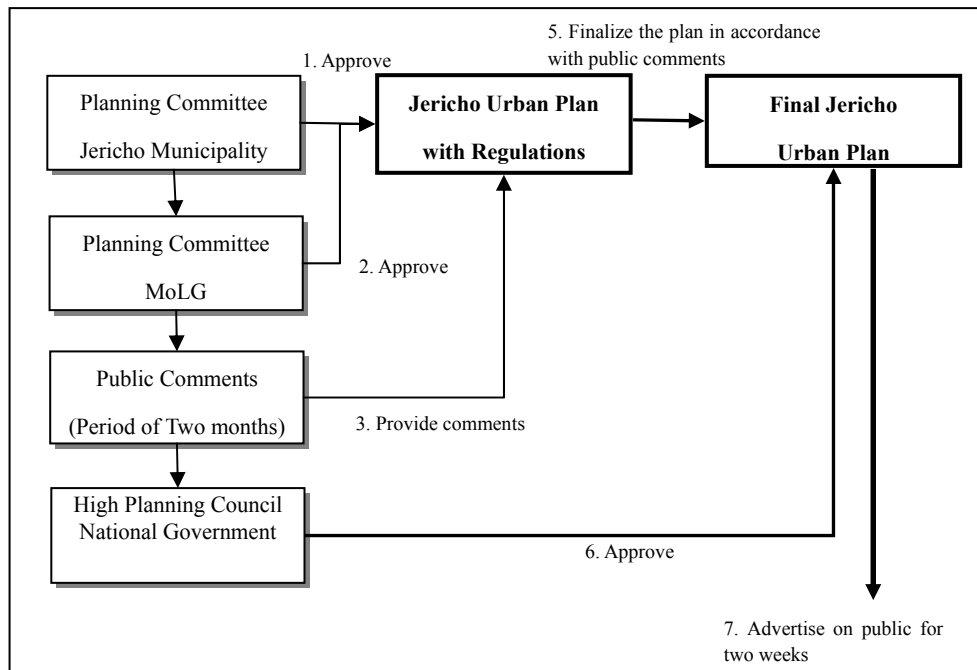 5. Finalize the plan in accordance
with public comments
1. Approve
Planning Committee
Jericho Municipality
Jericho Urban Plan
with Regulations
Final Jericho
Urban Plan
Planning Committee
MoLG
2. Approve
Public Comments
(Period of Two months)
3. Provide comments
High Planning Council
National Government
6. Approve
7. Advertise on public for
two weeks